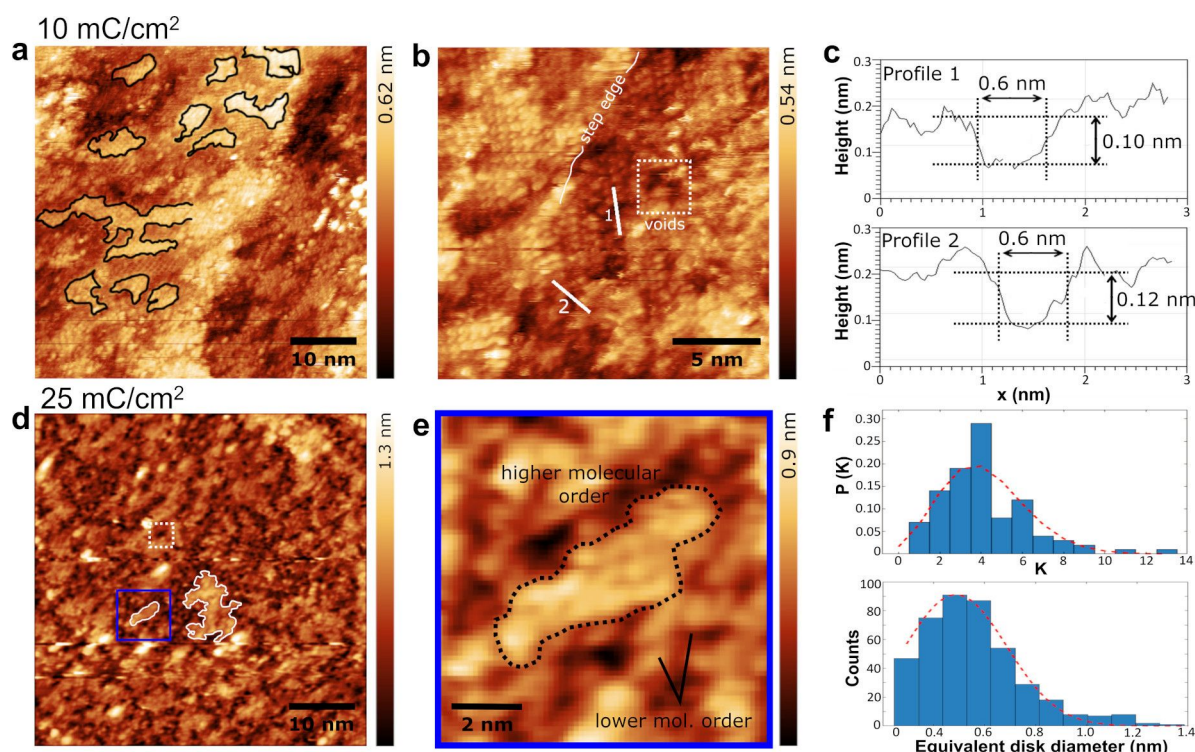 10 mC/cm²
a
0.62 nm
10 nm
b
0.54 nm
step edge
1
voids
2
5 nm
c
Profile 1
0.6 nm
0.10 nm
Height (nm)
0.3
0.2
0.1
0
0 1 2 3
Profile 2
0.6 nm
0.12 nm
Height (nm)
0.3
0.2
0.1
0
0 1 2 3
x (nm)
25 mC/cm²
d
1.3 nm
10 nm
e
0.9 nm
higher molecular
order
lower mol. order
2 nm
f
P (K)
0.30
0.20
0.15
0.10
0.05
0 2 4 6 8 10 12 14
K
Counts
100
80
60
40
20
0
0 0.4 0.6 0.8 1.0 1.2 1.4
Equivalent disk diameter (nm)